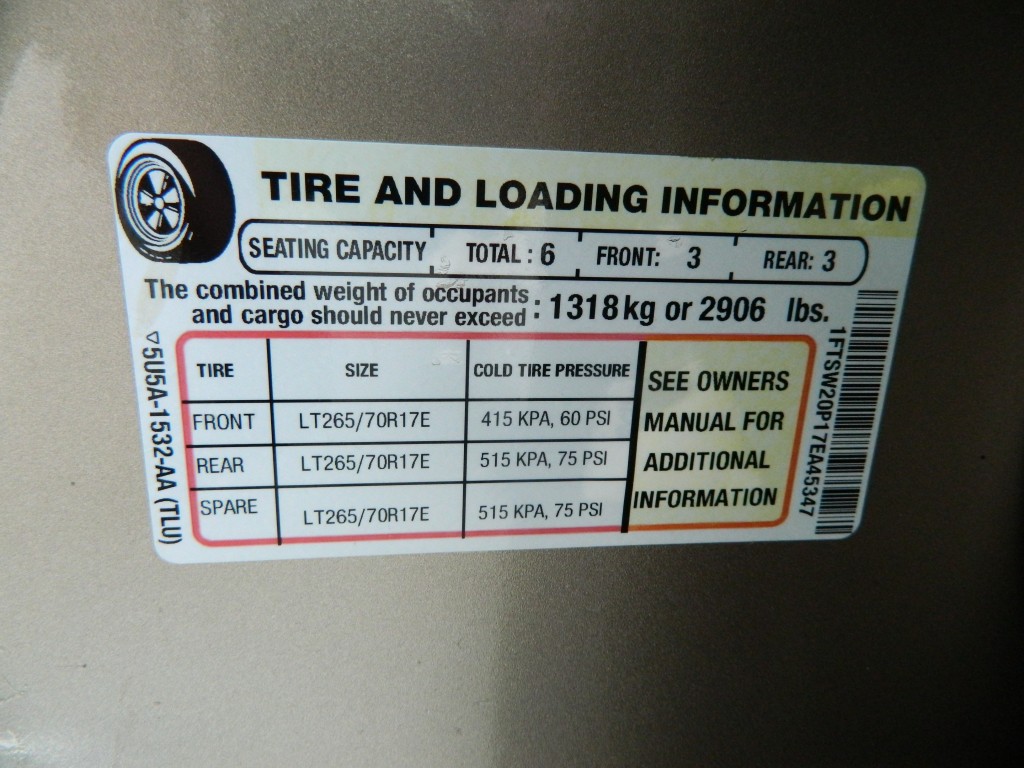 TIRE AND LOADING INFORMATION
SEATING CAPACITY TOTAL : 6 FRONT: 3 REAR: 3
The combined weight of occupants
and cargo should never exceed : 1318 kg or 2906 lbs.
TIRE SIZE COLD TIRE PRESSURE
FRONT LT265/70R17E 415 KPA, 60 PSI
REAR LT265/70R17E 515 KPA, 75 PSI
SPARE LT265/70R17E 515 KPA, 75 PSI
SEE OWNERS
MANUAL FOR
ADDITIONAL
INFORMATION
▽5U5A-1532-AA (TLU)
1FTSW20P17EA45347